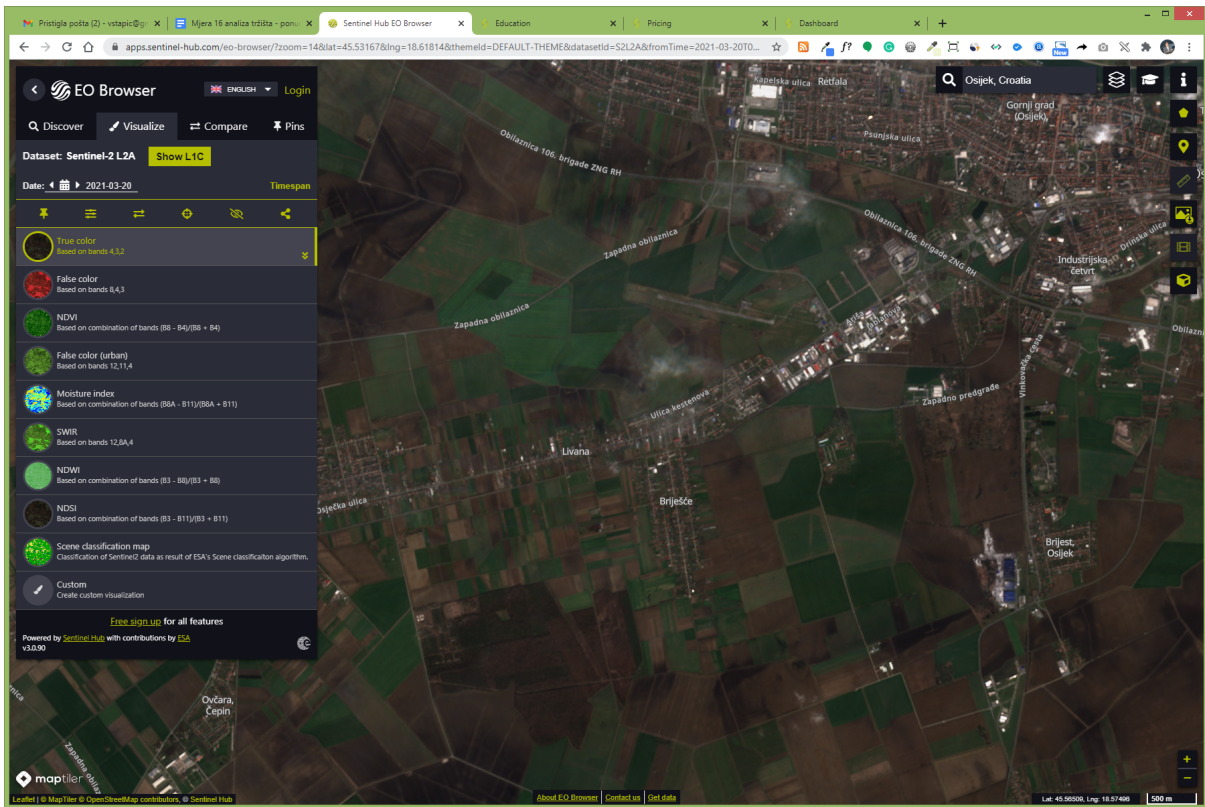 Pristigla pošta (2) - vstapic@gr
Mjera 16 analiza tržišta - ponu
Sentinel Hub EO Browser
Education
Pricing
Dashboard
apps.sentinel-hub.com/eo-browser/?zoom=14&lat=45.53167&lng=18.61814&themeId=DEFAULT-THEME&datasetId=S2L2A&fromTime=2021-03-20T0...
f?
New
EO Browser
ENGLISH
Login
Discover
Visualize
Compare
Pins
Dataset: Sentinel-2 L2A
Show L1C
Date:
2021-03-20
Timespan
True color
Based on bands 4,3,2
False color
Based on bands 8,4,3
NDVI
Based on combination of bands (B8 - B4)/(B8 + B4)
False color (urban)
Based on bands 12,11,4
Moisture index
Based on combination of bands (B8A - B11)/(B8A + B11)
SWIR
Based on bands 12,8A,4
NDWI
Based on combination of bands (B3 - B8)/(B3 + B8)
NDSI
Based on combination of bands (B3 - B11)/(B3 + B11)
Scene classification map
Classification of Sentinel2 data as result of ESA's Scene classificaiton algorithm.
Custom
Create custom visualization
Free sign up for all features
Powered by Sentinel Hub with contributions by ESA
v3.0.90
Osijek, Croatia
Kapelska ulica
Retfala
Gornji grad
(Osijek)
Psunjska ulica
Obilaznica 106. brigade ZNG RH
Obilaznica 106. brigade ZNG RH
Drinska ulica
Zapadna obilaznica
Industrijska
četvrt
Zapadna obilaznica
Jablanova
Obilazni
Vinkovačka cesta
Zapadno predgrađe
Ulica kestenova
Livana
Briješće
Osječka ulica
Brijest,
Osijek
Ovčara,
Čepin
maptiler
Leaflet | © MapTiler © OpenStreetMap contributors, © Sentinel Hub
About EO Browser
Contact us
Get data
Lat: 45.56509, Lng: 18.57496
500 m